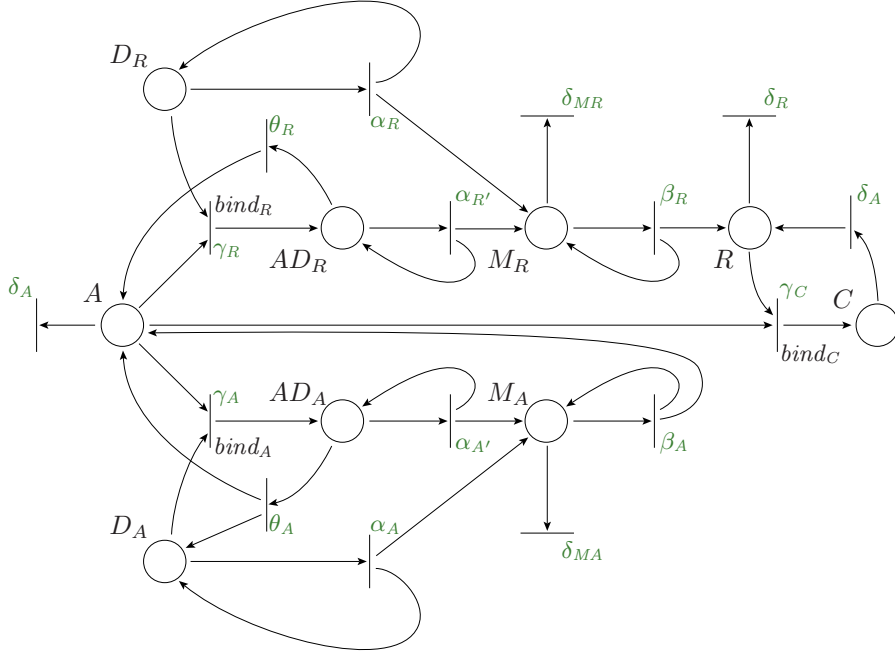 D_R
α_R
θ_R
δ_MR
δ_R
bind_R
γ_R
AD_R
α_R'
M_R
β_R
R
δ_A
δ_A
A
γ_C
C
bind_C
γ_A
bind_A
AD_A
α_A'
M_A
β_A
θ_A
D_A
α_A
δ_MA